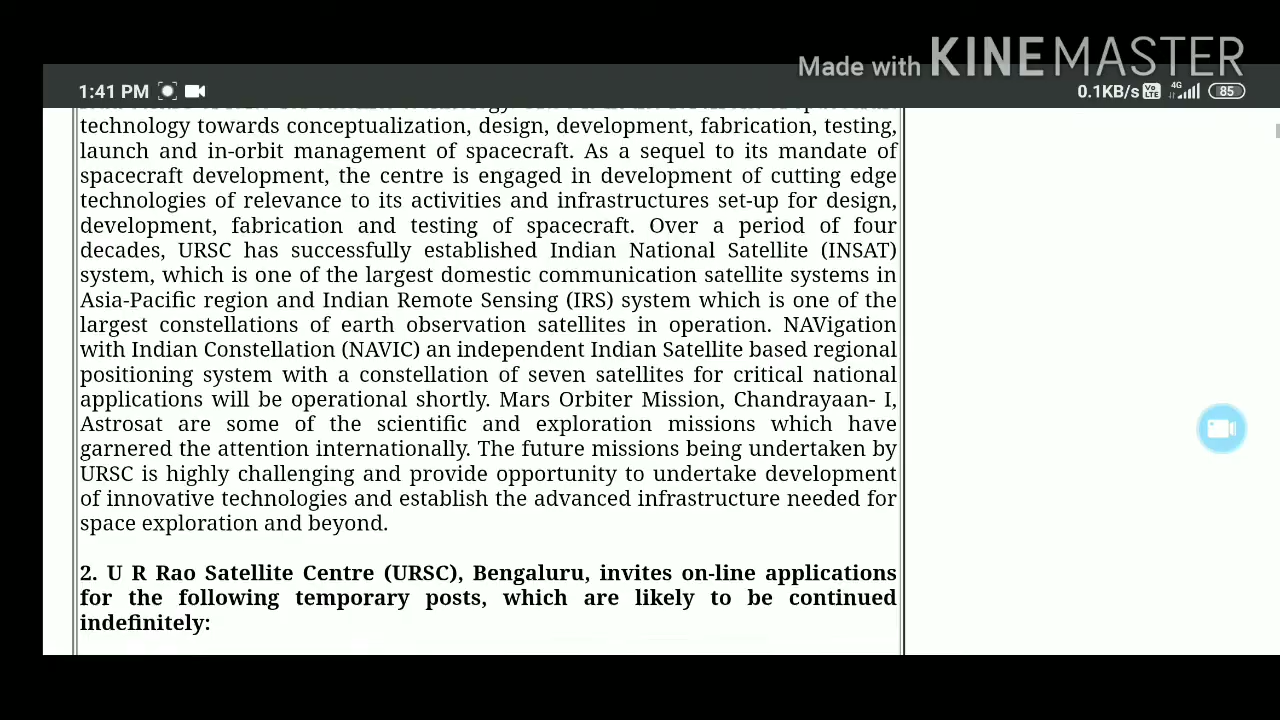 Made with KINEMASTER
1:41 PM
0.1KB/s Vo LTE 4G 85
technology towards conceptualization, design, development, fabrication, testing,
launch and in-orbit management of spacecraft. As a sequel to its mandate of
spacecraft development, the centre is engaged in development of cutting edge
technologies of relevance to its activities and infrastructures set-up for design,
development, fabrication and testing of spacecraft. Over a period of four
decades, URSC has successfully established Indian National Satellite (INSAT)
system, which is one of the largest domestic communication satellite systems in
Asia-Pacific region and Indian Remote Sensing (IRS) system which is one of the
largest constellations of earth observation satellites in operation. NAVigation
with Indian Constellation (NAVIC) an independent Indian Satellite based regional
positioning system with a constellation of seven satellites for critical national
applications will be operational shortly. Mars Orbiter Mission, Chandrayaan- I,
Astrosat are some of the scientific and exploration missions which have
garnered the attention internationally. The future missions being undertaken by
URSC is highly challenging and provide opportunity to undertake development
of innovative technologies and establish the advanced infrastructure needed for
space exploration and beyond.
2. U R Rao Satellite Centre (URSC), Bengaluru, invites on-line applications
for the following temporary posts, which are likely to be continued
indefinitely: